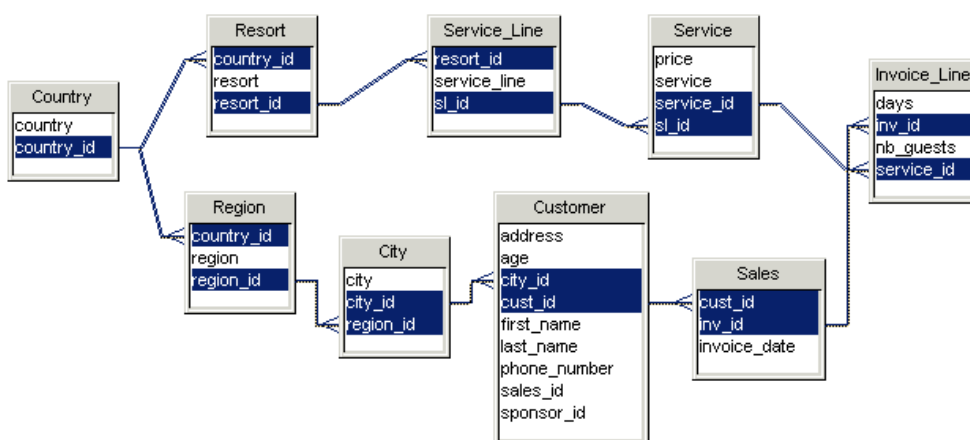 Country
country
country_id
Resort
country_id
resort
resort_id
Service_Line
resort_id
service_line
sl_id
Service
price
service
service_id
sl_id
Invoice_Line
days
inv_id
nb_guests
service_id
Region
country_id
region
region_id
City
city
city_id
region_id
Customer
address
age
city_id
cust_id
first_name
last_name
phone_number
sales_id
sponsor_id
Sales
cust_id
inv_id
invoice_date